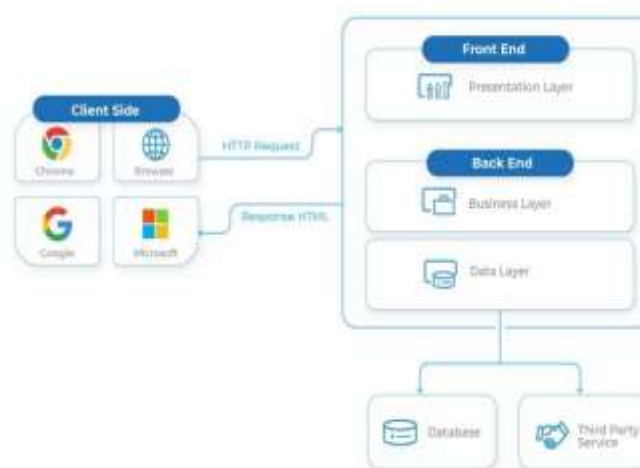 Client Side
Chrome
Browser
Google
Microsoft
HTTP Request
Response HTML
Front End
Presentation Layer
Back End
Business Layer
Data Layer
Database
Third Party
Service